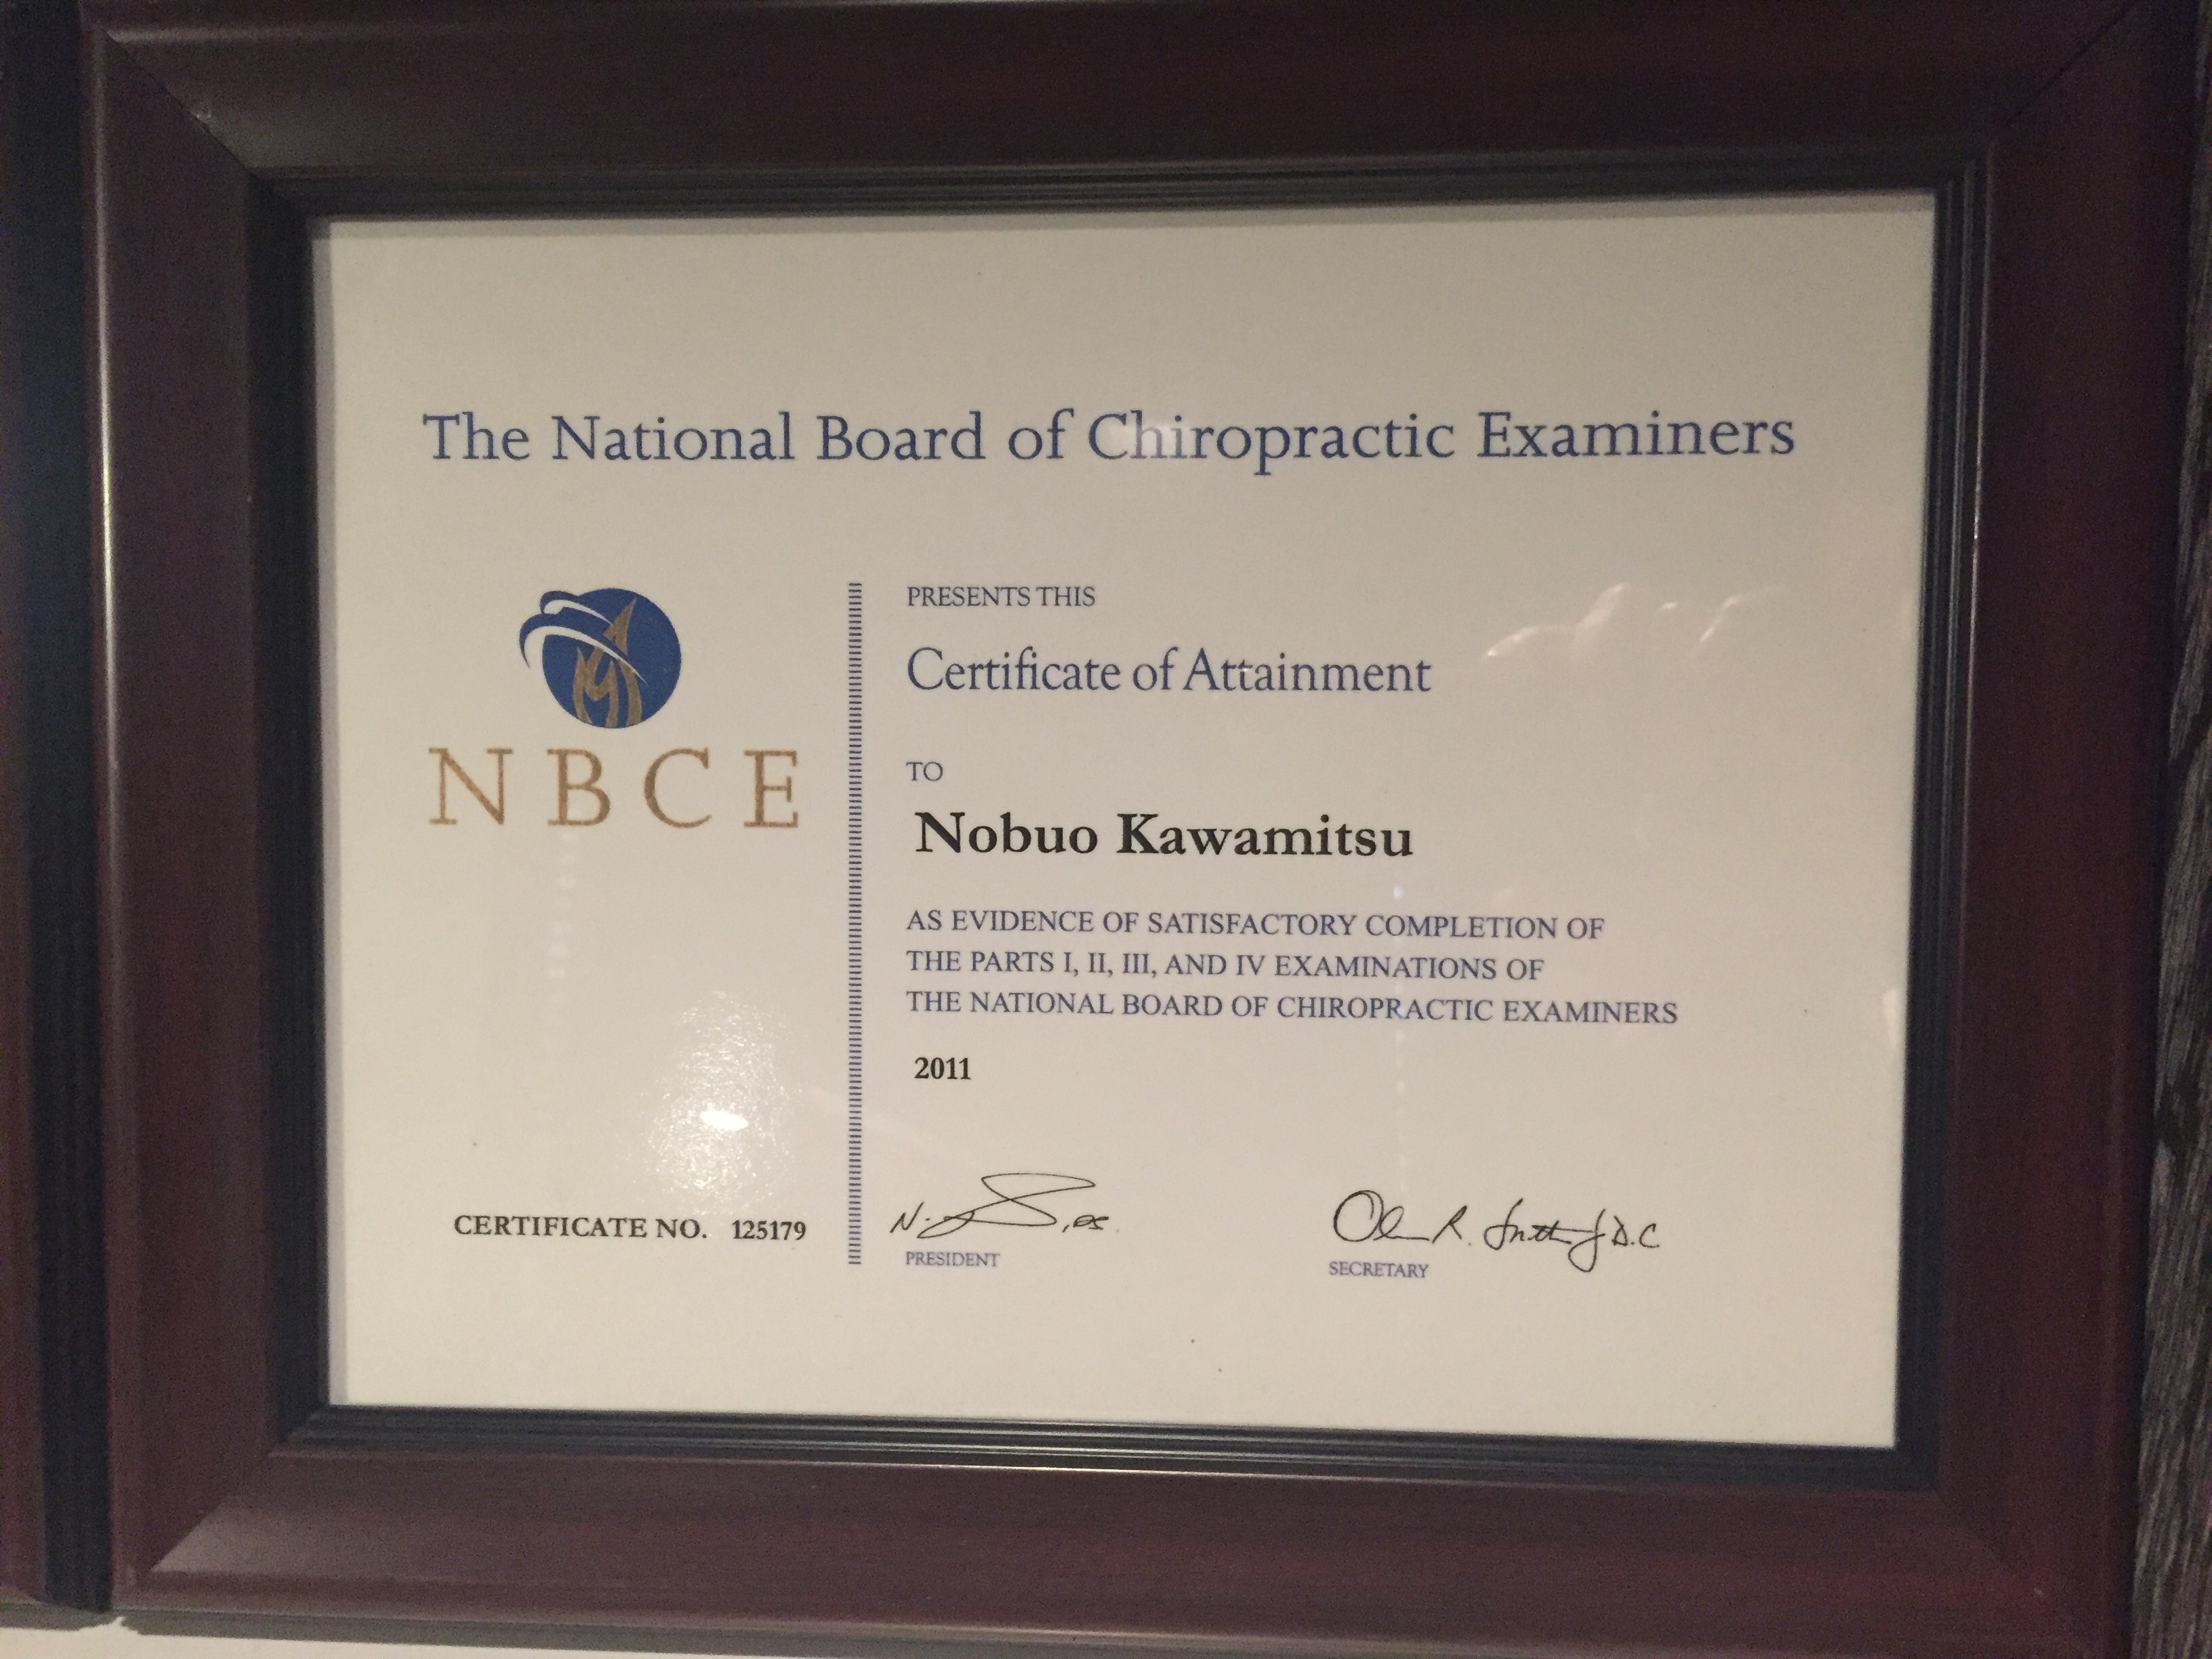 The National Board of Chiropractic Examiners
NBCE
PRESENTS THIS
Certificate of Attainment
TO
Nobuo Kawamitsu
AS EVIDENCE OF SATISFACTORY COMPLETION OF
THE PARTS I, II, III, AND IV EXAMINATIONS OF
THE NATIONAL BOARD OF CHIROPRACTIC EXAMINERS
2011
CERTIFICATE NO. 125179
PRESIDENT
SECRETARY